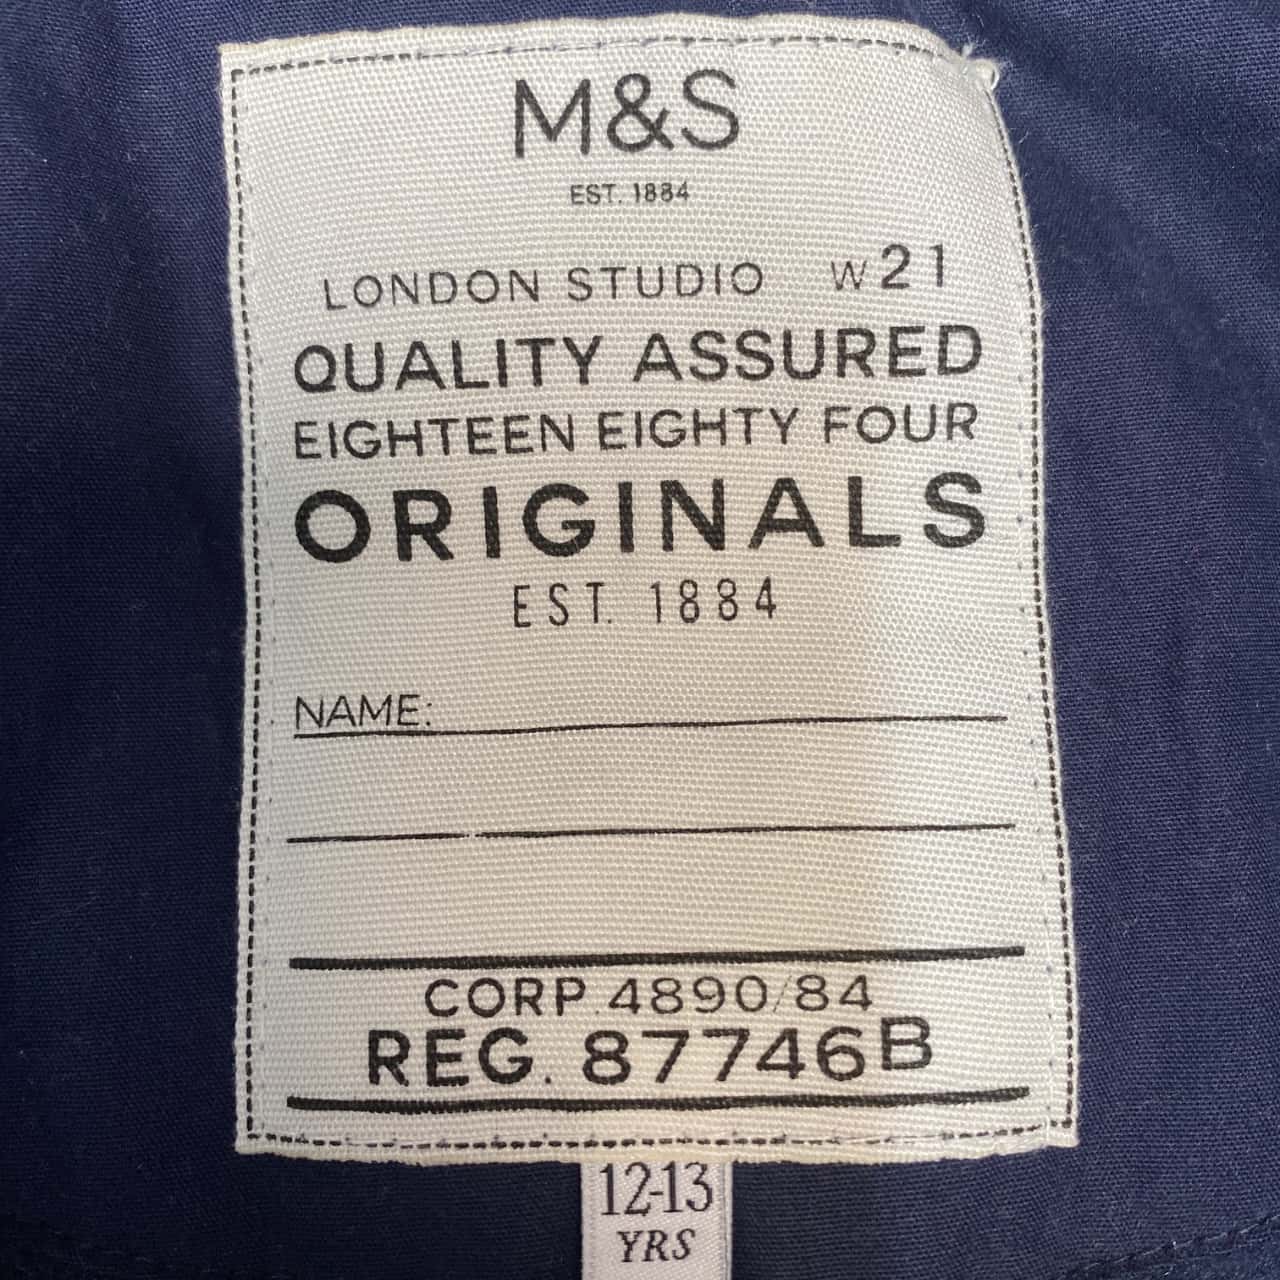 M&S
EST. 1884
LONDON STUDIO W21
QUALITY ASSURED
EIGHTEEN EIGHTY FOUR
ORIGINALS
EST. 1884
NAME:
CORP.4890/84
REG. 87746B
12-13
YRS